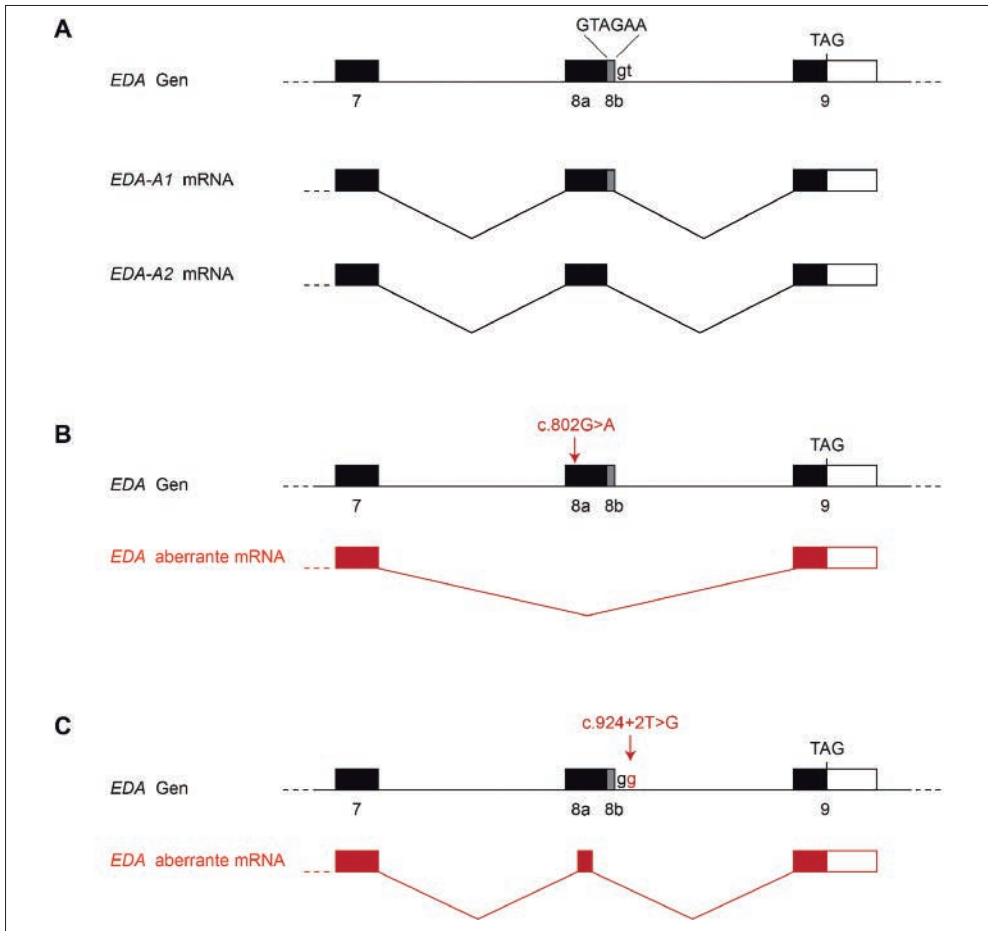 A
GTAGAA
TAG
EDA Gen
gt
7 8a 8b 9
EDA-A1 mRNA
EDA-A2 mRNA
B
c.802G>A
TAG
EDA Gen
7 8a 8b 9
EDA aberrante mRNA
C
c.924+2T>G
TAG
EDA Gen
gg
7 8a 8b 9
EDA aberrante mRNA